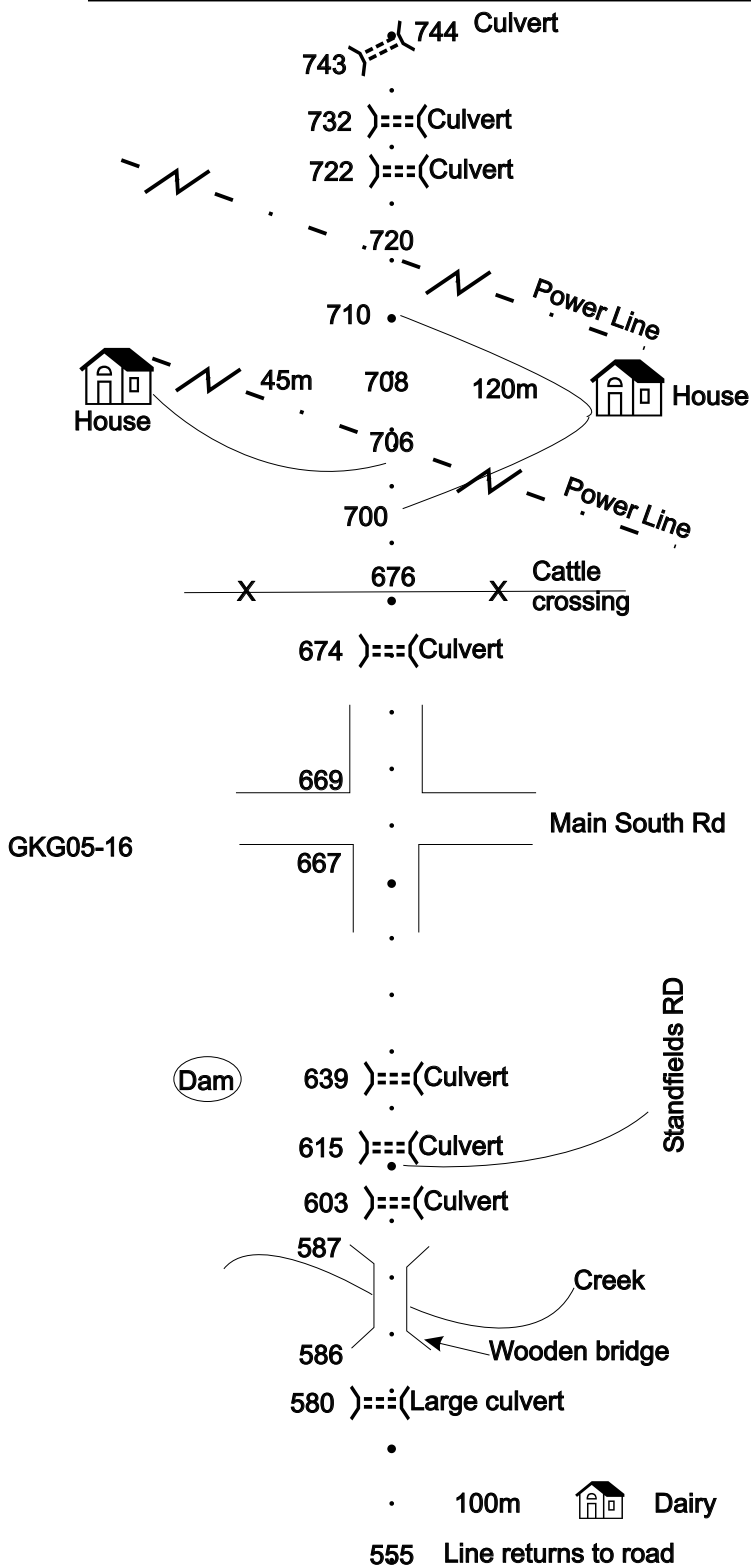 744 Culvert
743
732 Culvert
722 Culvert
720
Power Line
710
House 45m 708 120m House
706
Power Line
700
676 Cattle
crossing
X X
674 Culvert
669
Main South Rd
GKG05-16
667
Standfields RD
Dam 639 Culvert
615 Culvert
603 Culvert
587
Creek
586 Wooden bridge
580 Large culvert
100m Dairy
555 Line returns to road